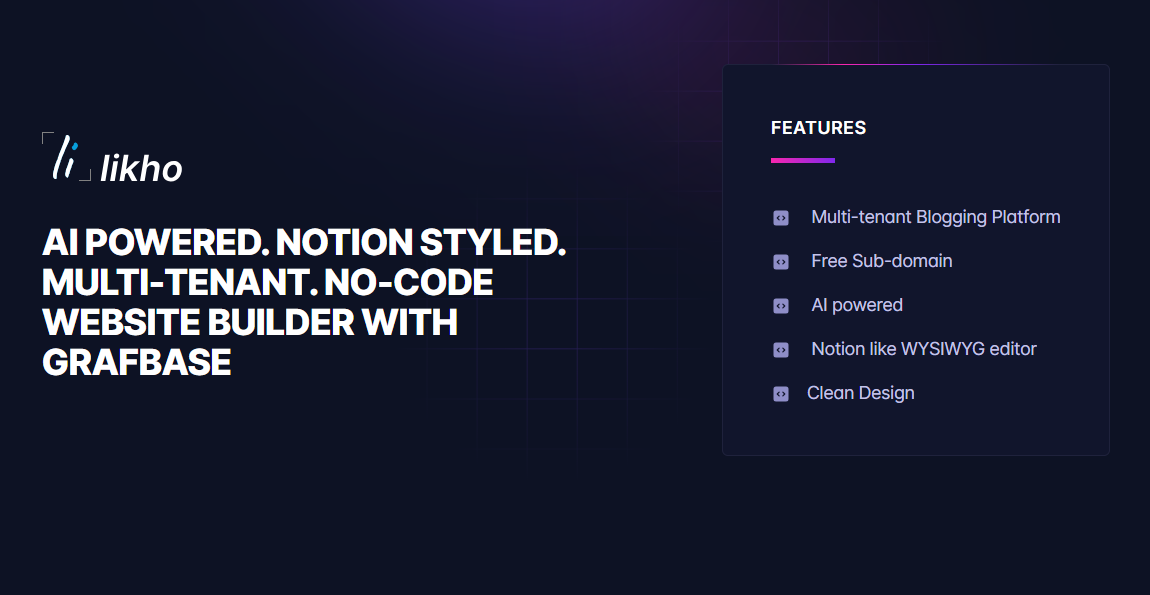 likho
AI POWERED. NOTION STYLED.
MULTI-TENANT. NO-CODE
WEBSITE BUILDER WITH
GRAFBASE
FEATURES
Multi-tenant Blogging Platform
Free Sub-domain
AI powered
Notion like WYSIWYG editor
Clean Design